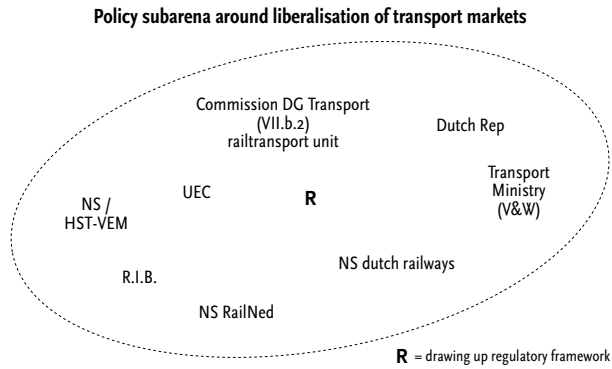 Policy subarena around liberalisation of transport markets
Commission DG Transport
(VII.b.2)
railtransport unit
Dutch Rep
Transport
Ministry
(V&W)
UEC
R
NS /
HST-VEM
NS dutch railways
R.I.B.
NS RailNed
R = drawing up regulatory framework